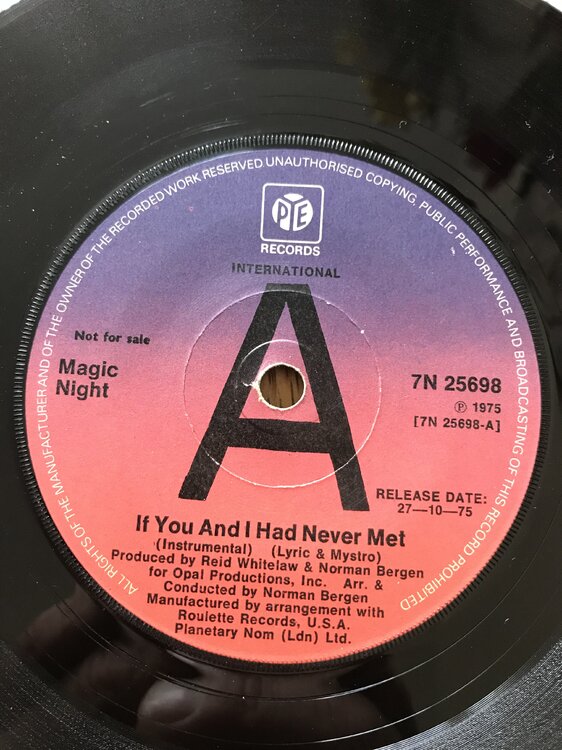 ALL RIGHTS OF THE MANUFACTURER AND OF THE OWNER OF THE RECORDED WORK RESERVED UNAUTHORISED COPYING, PUBLIC PERFORMANCE AND BROADCASTING OF THIS RECORD PROHIBITED
PYE
RECORDS
INTERNATIONAL
A
Not for sale
Magic
Night
7N 25698
Ⓟ 1975
[7N 25698-A]
RELEASE DATE:
27—10—75
If You And I Had Never Met
(Instrumental) (Lyric & Mystro)
Produced by Reid Whitelaw & Norman Bergen
for Opal Productions, Inc. Arr. &
Conducted by Norman Bergen
Manufactured by arrangement with
Roulette Records, U.S.A.
Planetary Nom (Ldn) Ltd.